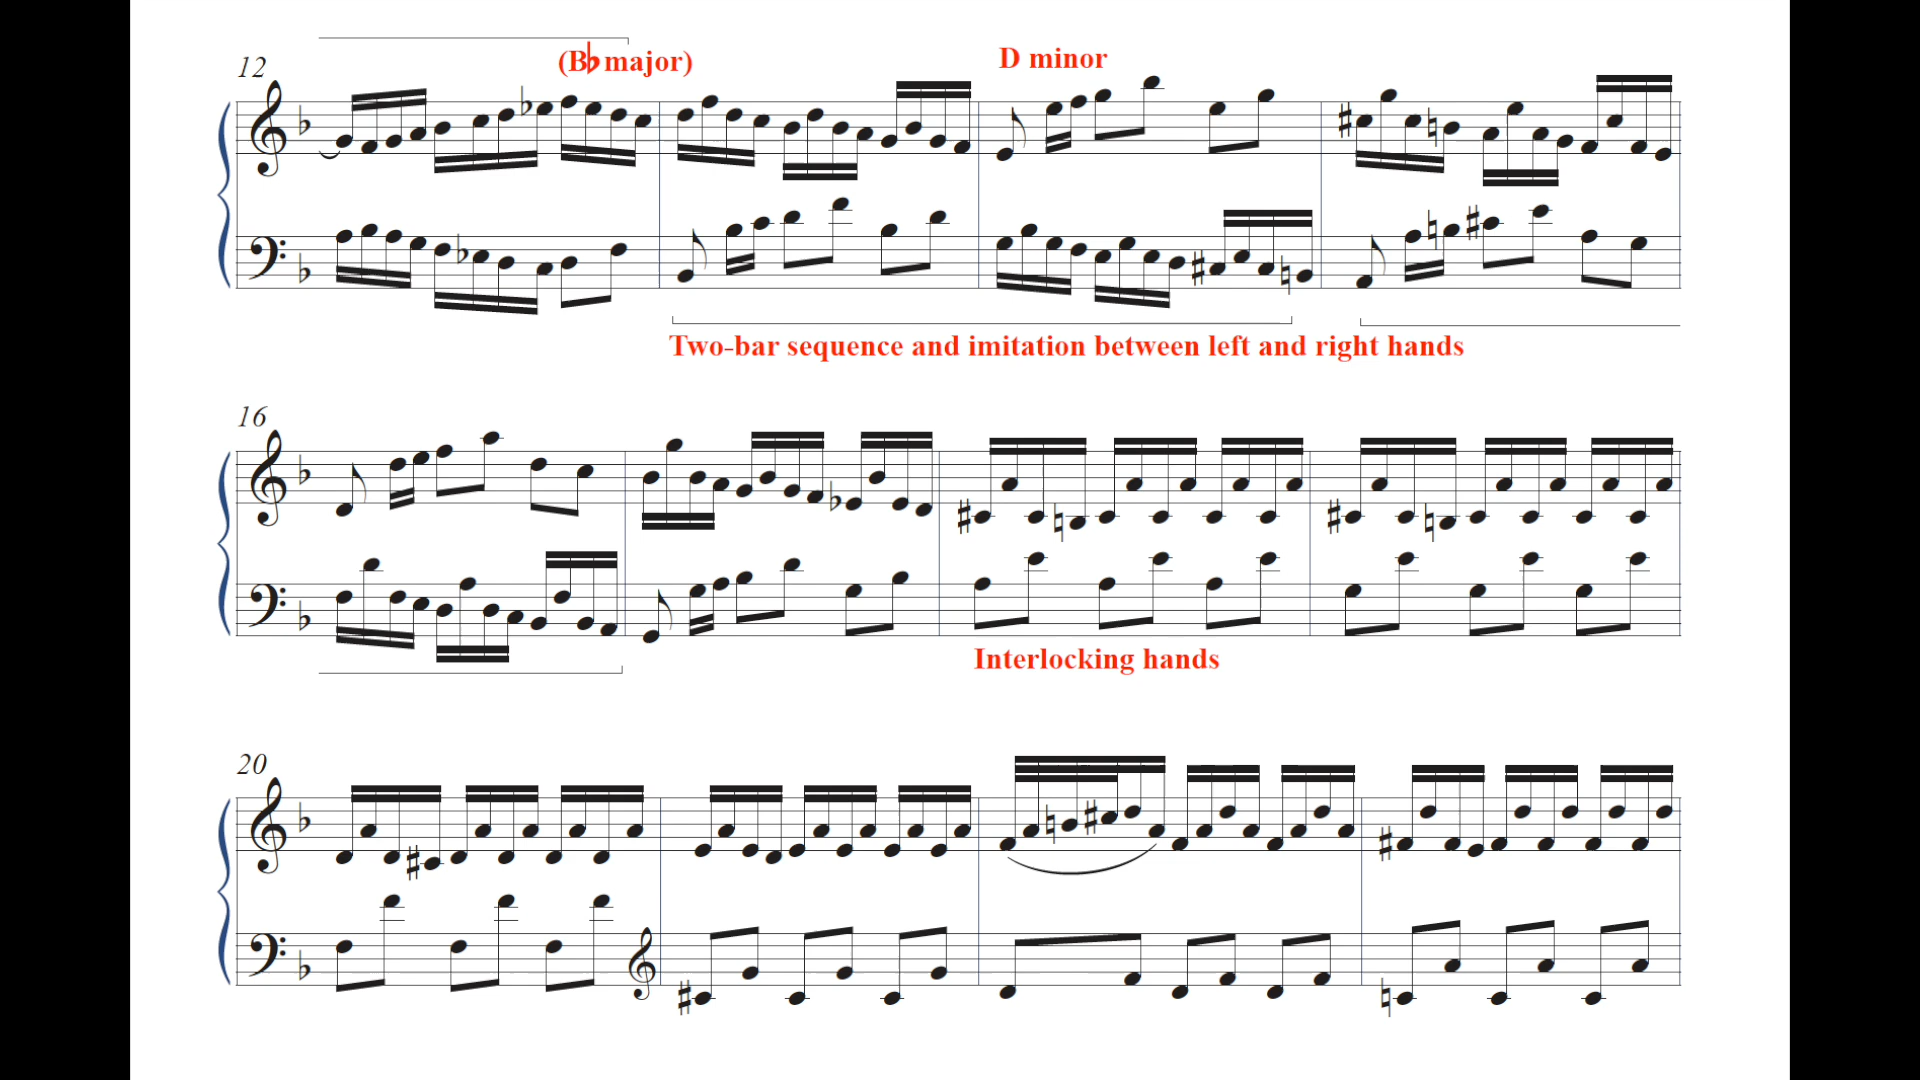 12
(B♭ major)
D minor
Two-bar sequence and imitation between left and right hands
16
Interlocking hands
20